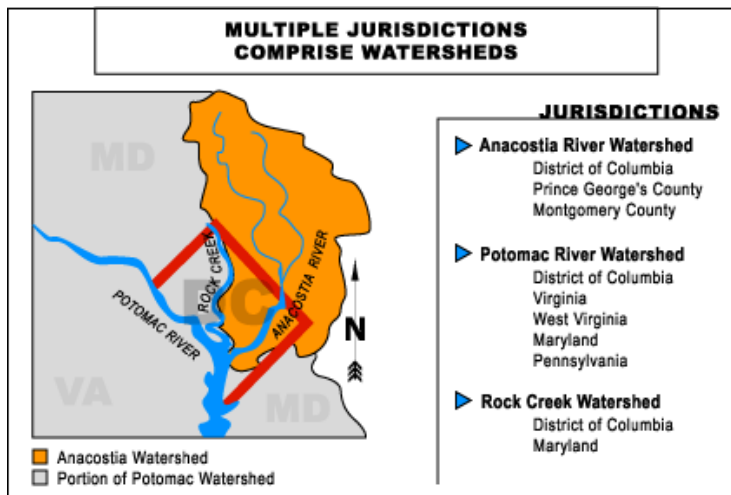 MULTIPLE JURISDICTIONS
COMPRISE WATERSHEDS
MD
ROCK CREEK
DC
ANACOSTIA RIVER
POTOMAC RIVER
N
VA
MD
Anacostia Watershed
Portion of Potomac Watershed
JURISDICTIONS
Anacostia River Watershed
District of Columbia
Prince George's County
Montgomery County
Potomac River Watershed
District of Columbia
Virginia
West Virginia
Maryland
Pennsylvania
Rock Creek Watershed
District of Columbia
Maryland